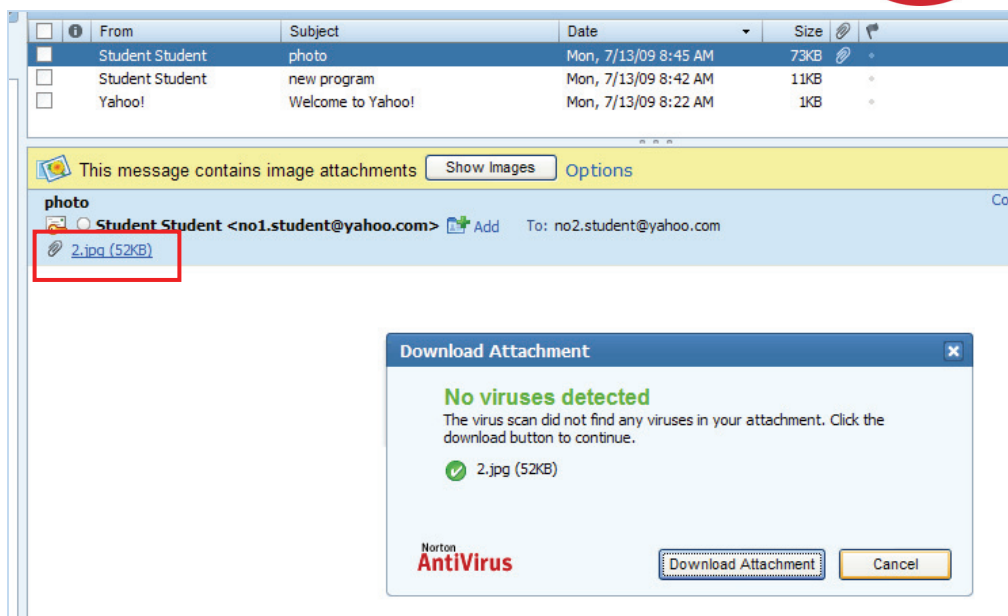 From Subject Date Size
Student Student photo Mon, 7/13/09 8:45 AM 73KB
Student Student new program Mon, 7/13/09 8:42 AM 11KB
Yahoo! Welcome to Yahoo! Mon, 7/13/09 8:22 AM 1KB
This message contains image attachments Show Images Options
photo Co
Student Student <no1.student@yahoo.com> Add To: no2.student@yahoo.com
2.jpg (52KB)
Download Attachment
No viruses detected
The virus scan did not find any viruses in your attachment. Click the
download button to continue.
2.jpg (52KB)
Norton
AntiVirus Download Attachment Cancel